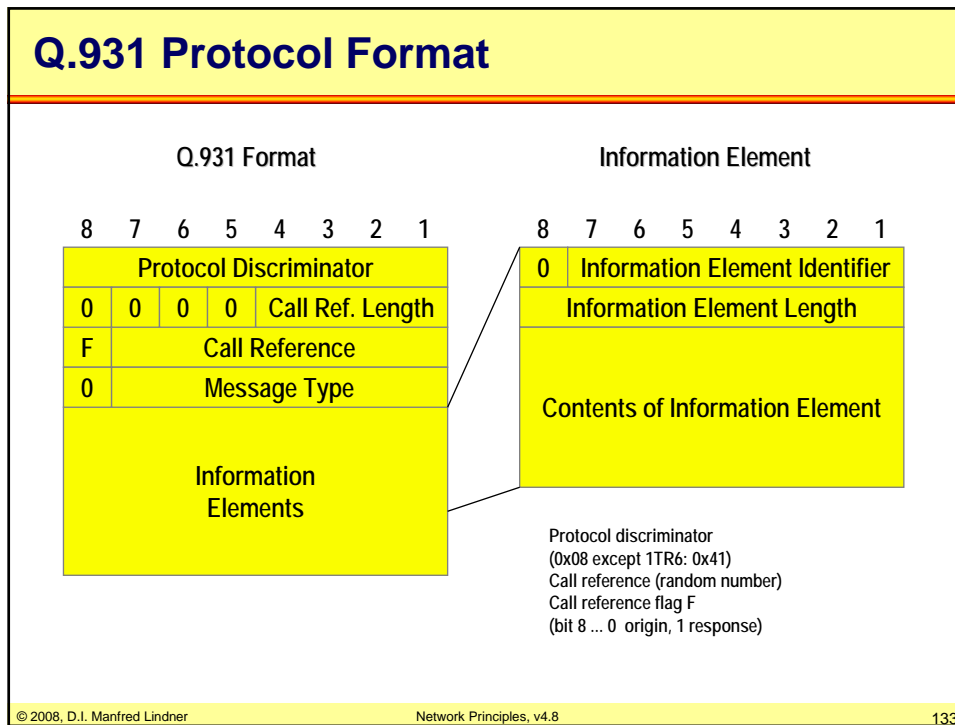 Q.931 Protocol Format
Q.931 Format
8 7 6 5 4 3 2 1
Protocol Discriminator
0 0 0 0 Call Ref. Length
F Call Reference
0 Message Type
Information
Elements
Information Element
8 7 6 5 4 3 2 1
0 Information Element Identifier
Information Element Length
Contents of Information Element
Protocol discriminator
(0x08 except 1TR6: 0x41)
Call reference (random number)
Call reference flag F
(bit 8 ... 0 origin, 1 response)
© 2008, D.I. Manfred Lindner
Network Principles, v4.8
133